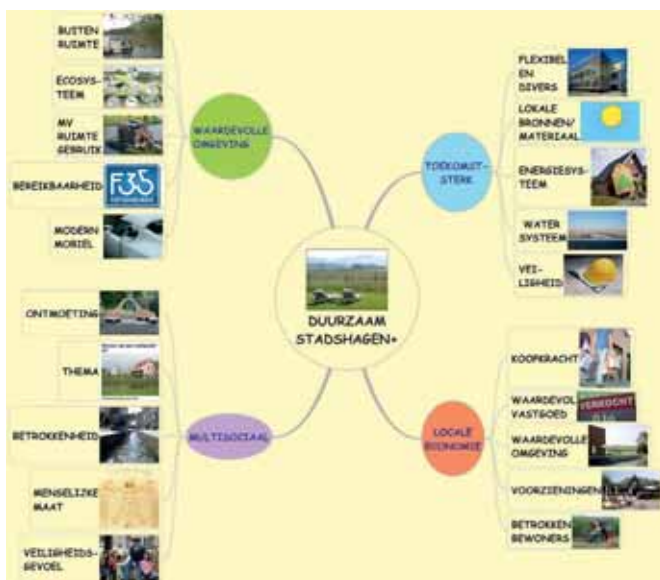 BUITEN
RUIMTE
ECOSYS-
TEEM
MV
RUIMTE
GEBRUIK
BEREIKBAARHEID
F35
MODERN
MOBIEL
WAARDEVOLLE
OMGEVING
FLEXIBEL
EN
DIVERS
LOKALE
BRONNEN/
MATERIAAL
ENERGIESYS-
TEEM
WATER
SYSTEEM
VEI-
LIGHEID
TOEKOMST-
STERK
DUURZAAM
STADSHAGEN+
ONTMOETING
THEMA
BETROKKENHEID
MENSELIJKE
MAAT
VEILIGHEIDS-
GEVOEL
MULTISOCIAAL
KOOPKRACHT
WAARDEVOL
VASTGOED
VERKOCHT
WAARDEVOLLE
OMGEVING
VOORZIENINGEN
BETROKKEN
BEWONERS
LOCALE
ECONOMIE